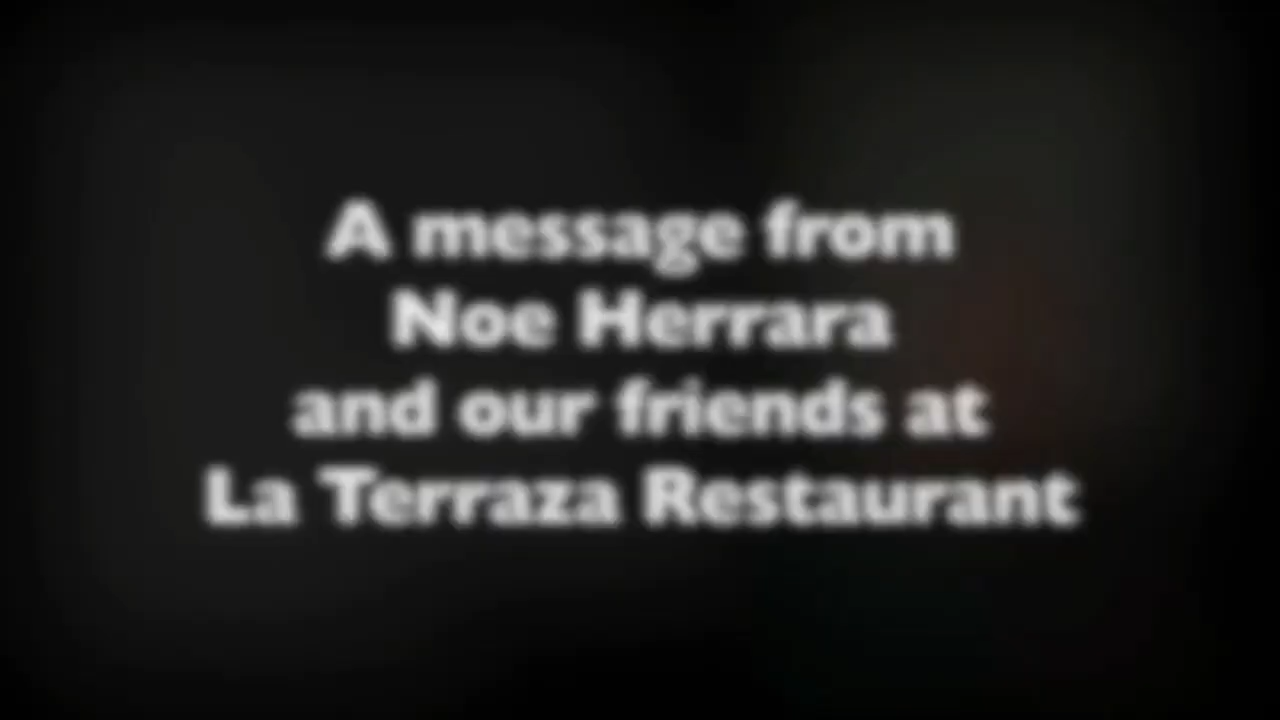 A message from
Noe Herrara
and our friends at
La Terraza Restaurant